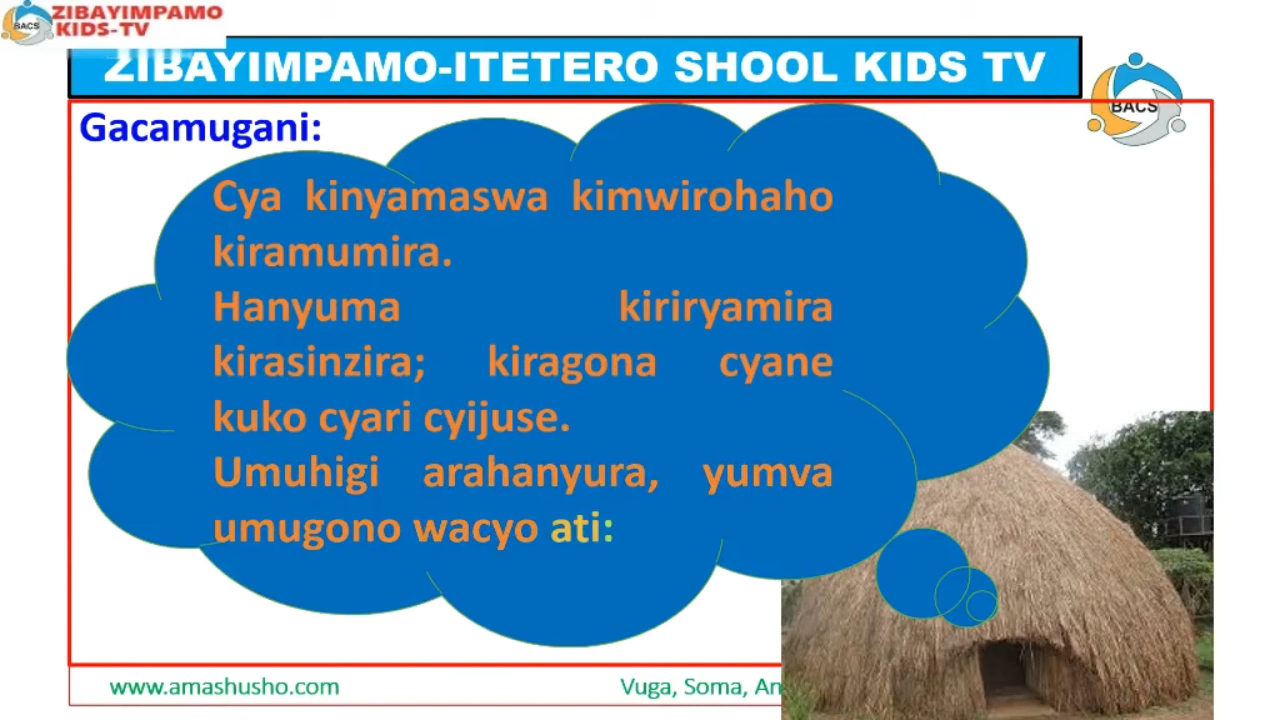 ZIBAYIMPAMO
KIDS-TV
BACS
ZIBAYIMPAMO-ITETERO SHOOL KIDS TV
BACS
Gacamugani:
Cya kinyamaswa kimwirohaho
kiramumira.
Hanyuma kiriryamira
kirasinzira; kiragona cyane
kuko cyari cyijuse.
Umuhigi arahanyura, yumva
umugono wacyo ati:
www.amashusho.com
Vuga, Soma,